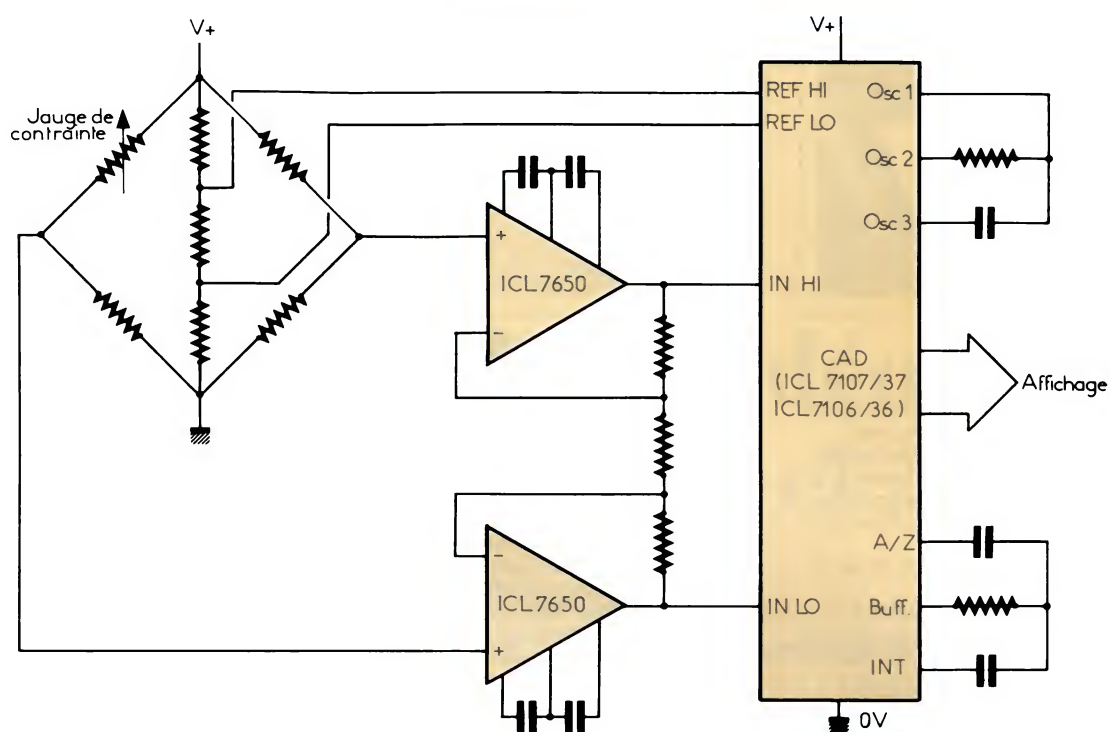 V+
V+
Jauge de
contrainte
REF HI
REF LO
Osc 1
Osc 2
Osc 3
+
ICL7650
−
IN HI
CAD
(ICL 7107/37
ICL7106/36)
Affichage
−
ICL7650
+
IN LO
A/Z
Buff.
INT
0V